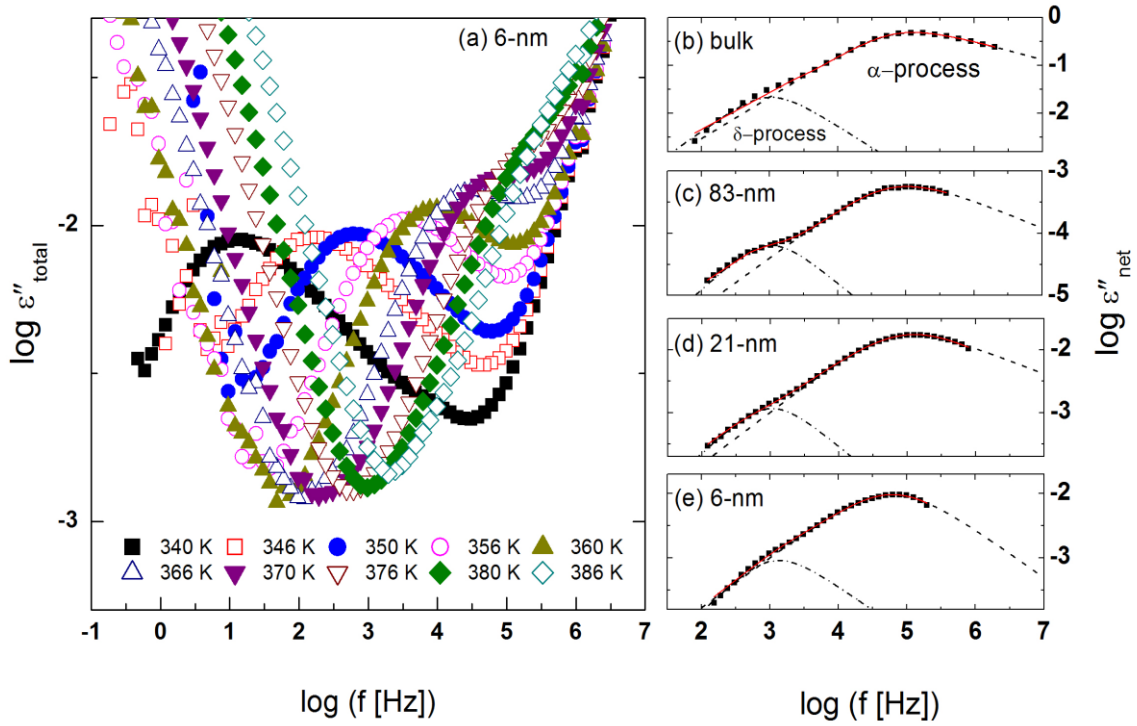 (a) 6-nm
log ε″total
-2
-3
340 K 346 K 350 K 356 K 360 K
366 K 370 K 376 K 380 K 386 K
-1 0 1 2 3 4 5 6 7
log (f [Hz])
(b) bulk
α–process
δ–process
0
-1
-2
(c) 83-nm
-3
-4
-5
(d) 21-nm
-2
-3
(e) 6-nm
-2
-3
log ε″net
2 3 4 5 6 7
log (f [Hz])